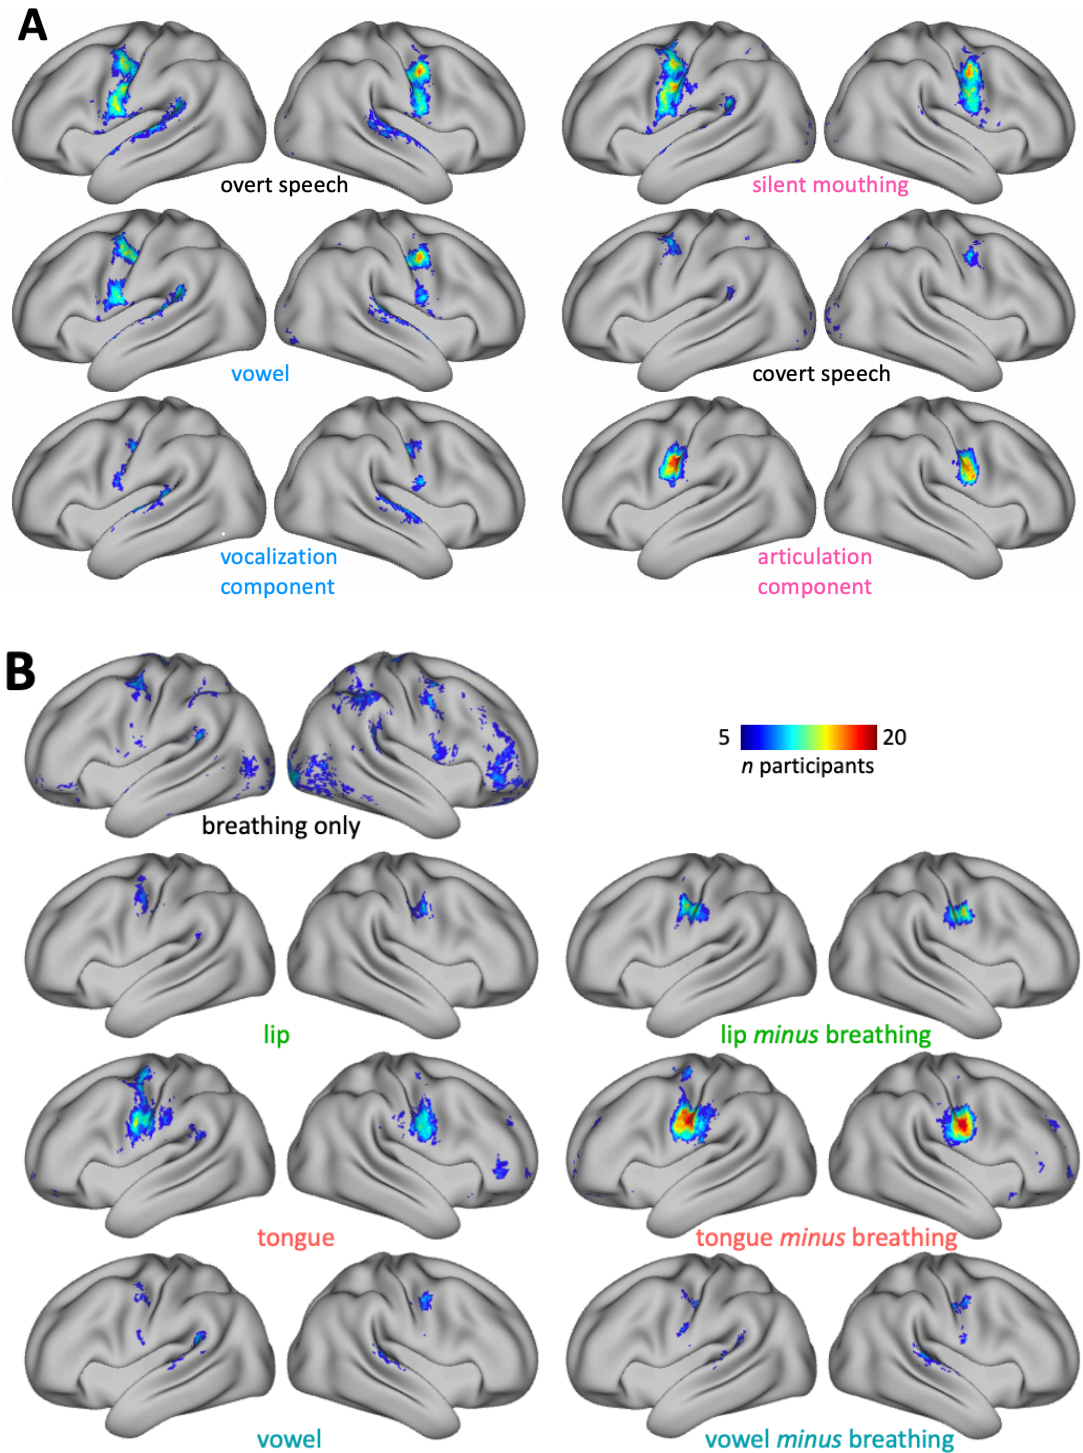 A
overt speech
silent mouthing
vowel
covert speech
vocalization
component
articulation
component
B
5
20
n participants
breathing only
lip
lip minus breathing
tongue
tongue minus breathing
vowel
vowel minus breathing